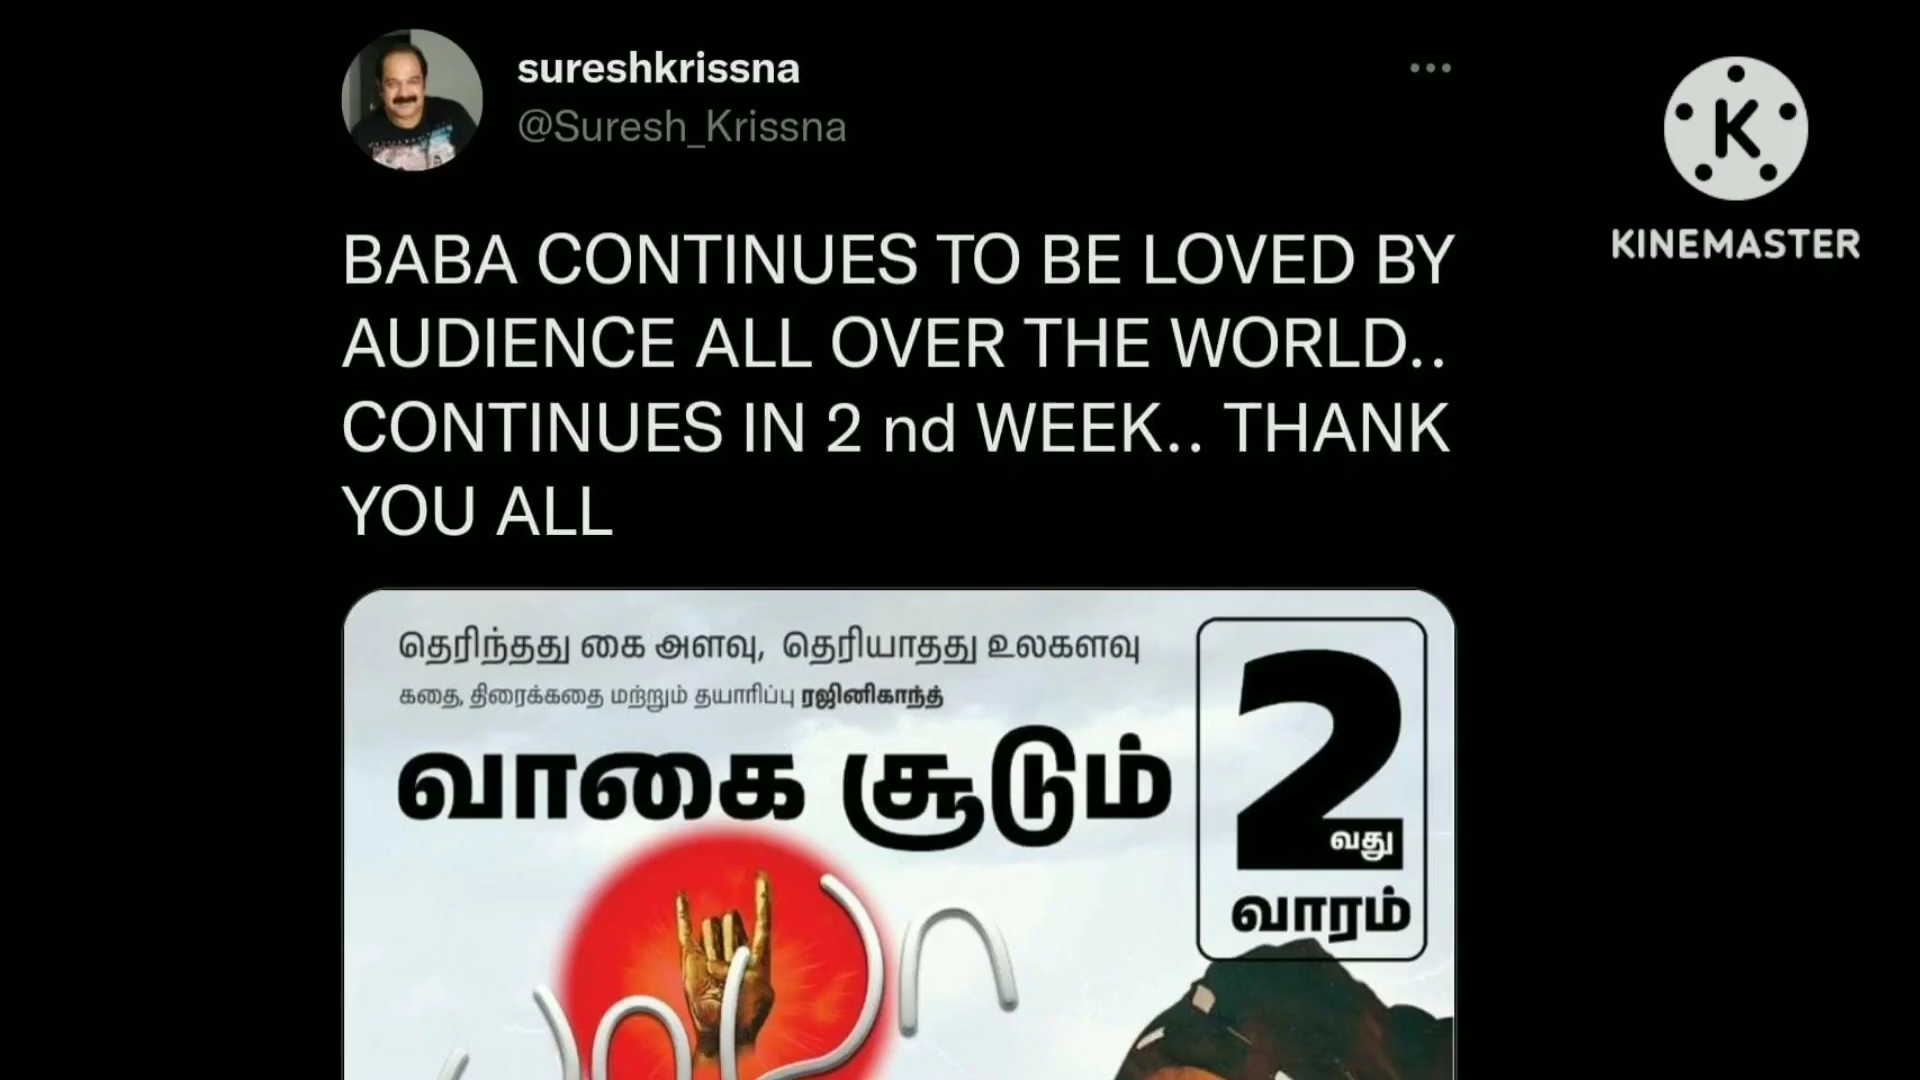 sureshkrissna
@Suresh_Krissna
BABA CONTINUES TO BE LOVED BY
AUDIENCE ALL OVER THE WORLD..
CONTINUES IN 2 nd WEEK.. THANK
YOU ALL
K
KINEMASTER
தெரிந்தது கை அளவு, தெரியாதது உலகளவு
கதை, திரைக்கதை மற்றும் தயாரிப்பு ரஜினிகாந்த்
வாகை சூடும்
2
வது
வாரம்
பாபா